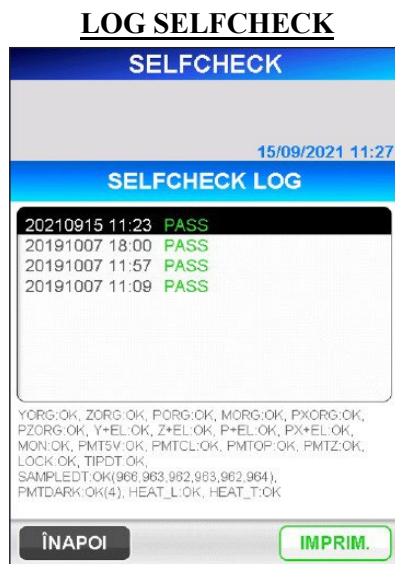 LOG SELFCHECK
SELFCHECK
15/09/2021 11:27
SELFCHECK LOG
20210915 11:23 PASS
20191007 18:00 PASS
20191007 11:57 PASS
20191007 11:09 PASS
YORG:OK, ZORG:OK, PORG:OK, MORG:OK, PXORG:OK,
PZORG:OK, Y+EL:OK, Z+EL:OK, P+EL:OK, PX+EL:OK,
MON:OK, PMT5V:OK, PMTCL:OK, PMTOP:OK, PMTZ:OK,
LOCK:OK, TIPDT:OK,
SAMPLEDT:OK(966,963,962,963,962,964),
PMTDARK:OK(4), HEAT_L:OK, HEAT_T:OK
ÎNAPOI
IMPRIM.